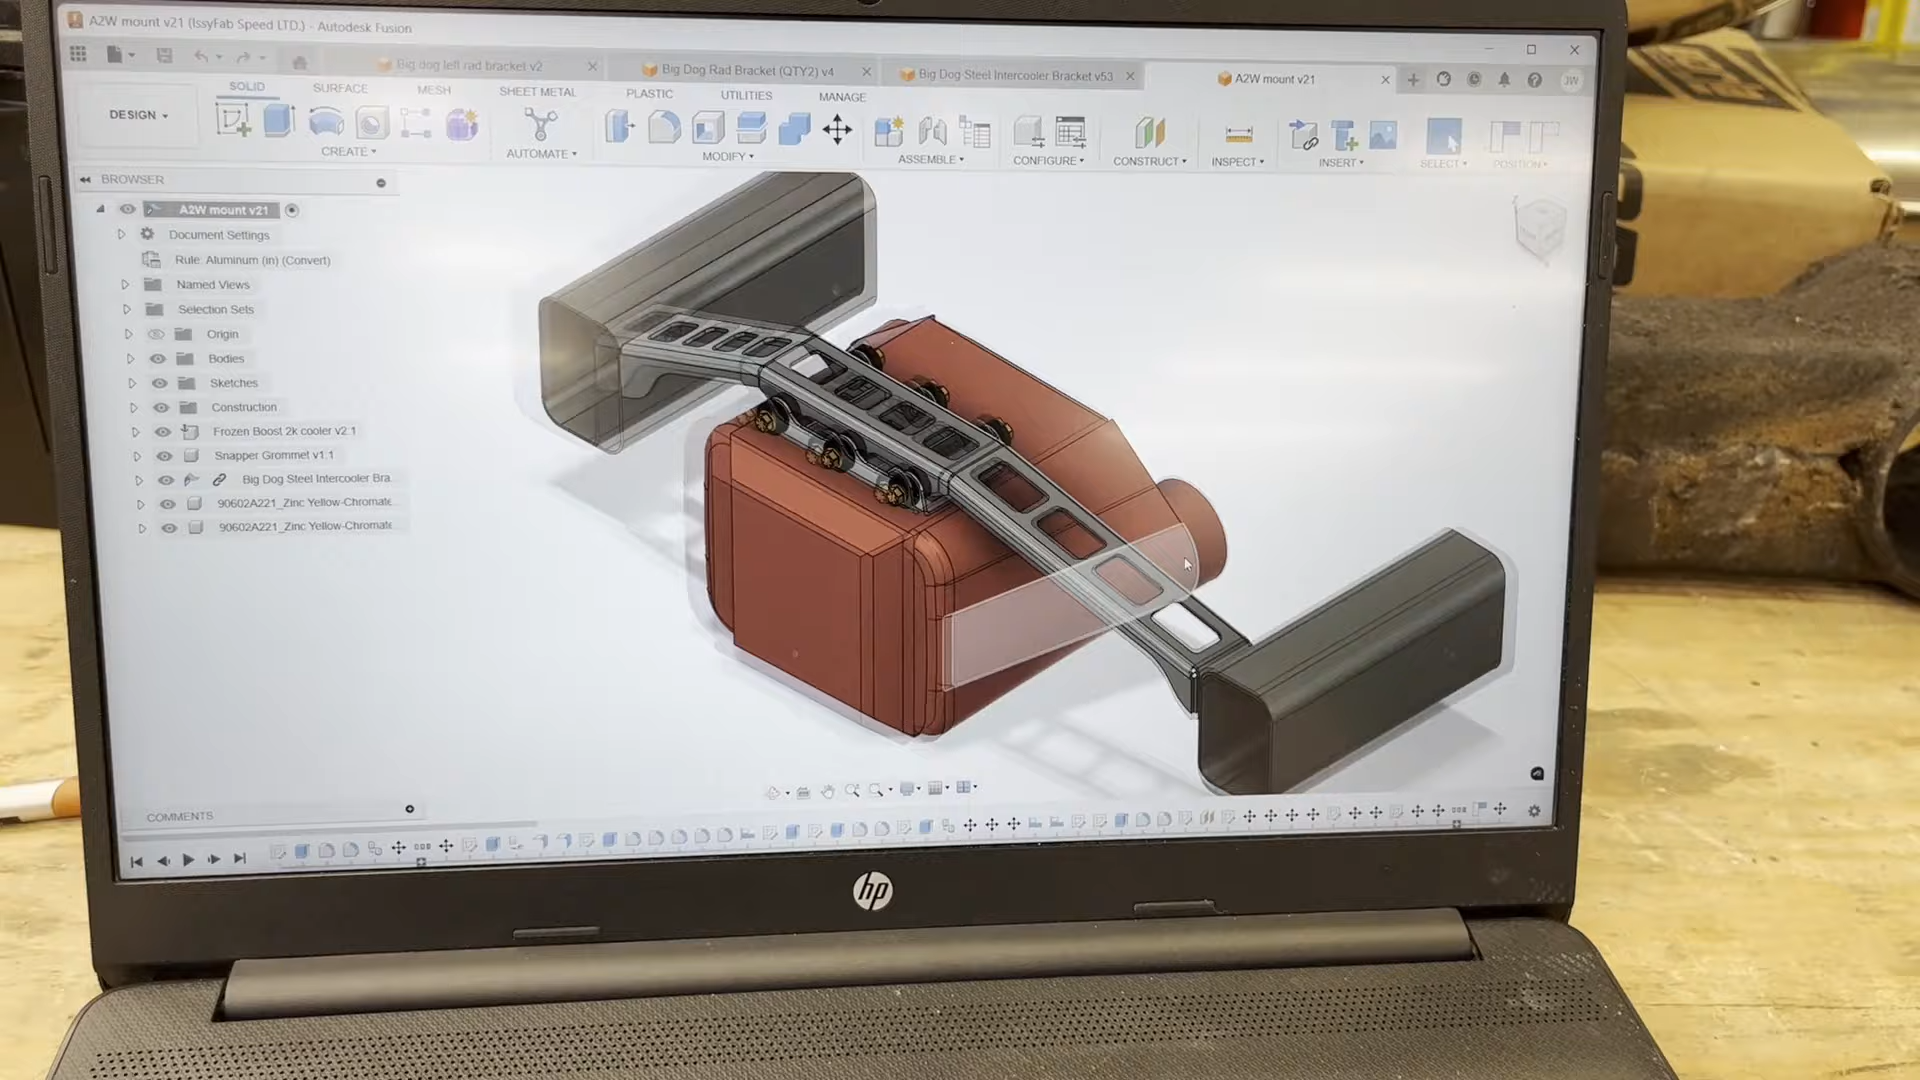 A2W mount v21 (IssyFab Speed LTD.) - Autodesk Fusion
Big dog left rad bracket v2
Big Dog Rad Bracket (QTY2) v4
Big Dog Steel Intercooler Bracket v53
A2W mount v21
JW
DESIGN
SOLID
SURFACE
MESH
SHEET METAL
PLASTIC
UTILITIES
MANAGE
CREATE
AUTOMATE
MODIFY
ASSEMBLE
CONFIGURE
CONSTRUCT
INSPECT
INSERT
SELECT
POSITION
BROWSER
A2W mount v21
Document Settings
Rule: Aluminum (in) (Convert)
Named Views
Selection Sets
Origin
Bodies
Sketches
Construction
Frozen Boost 2k cooler v2:1
Snapper Grommet v1:1
Big Dog Steel Intercooler Bra
90602A221_Zinc Yellow-Chromate
90602A221_Zinc Yellow-Chromate
COMMENTS
hp